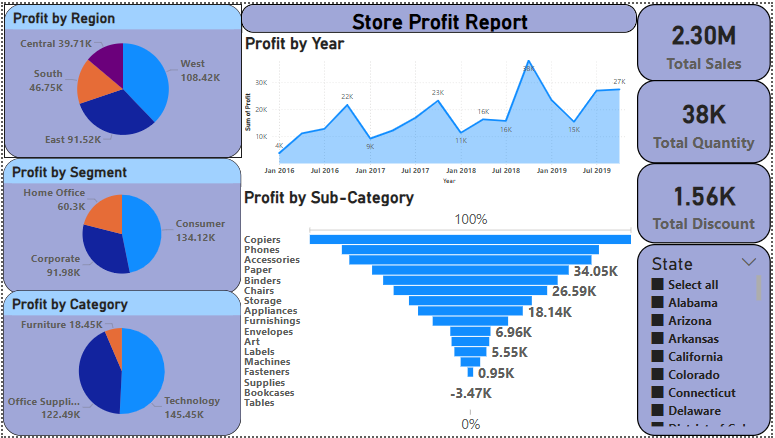 Store Profit Report
Profit by Region
Central 39.71K
South
46.75K
West
108.42K
East 91.52K
Profit by Segment
Home Office
60.3K
Consumer
134.12K
Corporate
91.98K
Profit by Category
Furniture 18.45K
Office Suppli...
122.49K
Technology
145.45K
Profit by Year
Sum of Profit
30K
20K
10K
4K
22K
9K
23K
11K
16K
16K
38K
15K
27K
Jan 2016
Jul 2016
Jan 2017
Jul 2017
Jan 2018
Jul 2018
Jan 2019
Jul 2019
Year
Profit by Sub-Category
100%
Copiers
Phones
Accessories
Paper 34.05K
Binders
Chairs 26.59K
Storage
Appliances 18.14K
Furnishings
Envelopes 6.96K
Art
Labels 5.55K
Machines
Fasteners 0.95K
Supplies
Bookcases -3.47K
Tables
0%
2.30M
Total Sales
38K
Total Quantity
1.56K
Total Discount
State
Select all
Alabama
Arizona
Arkansas
California
Colorado
Connecticut
Delaware